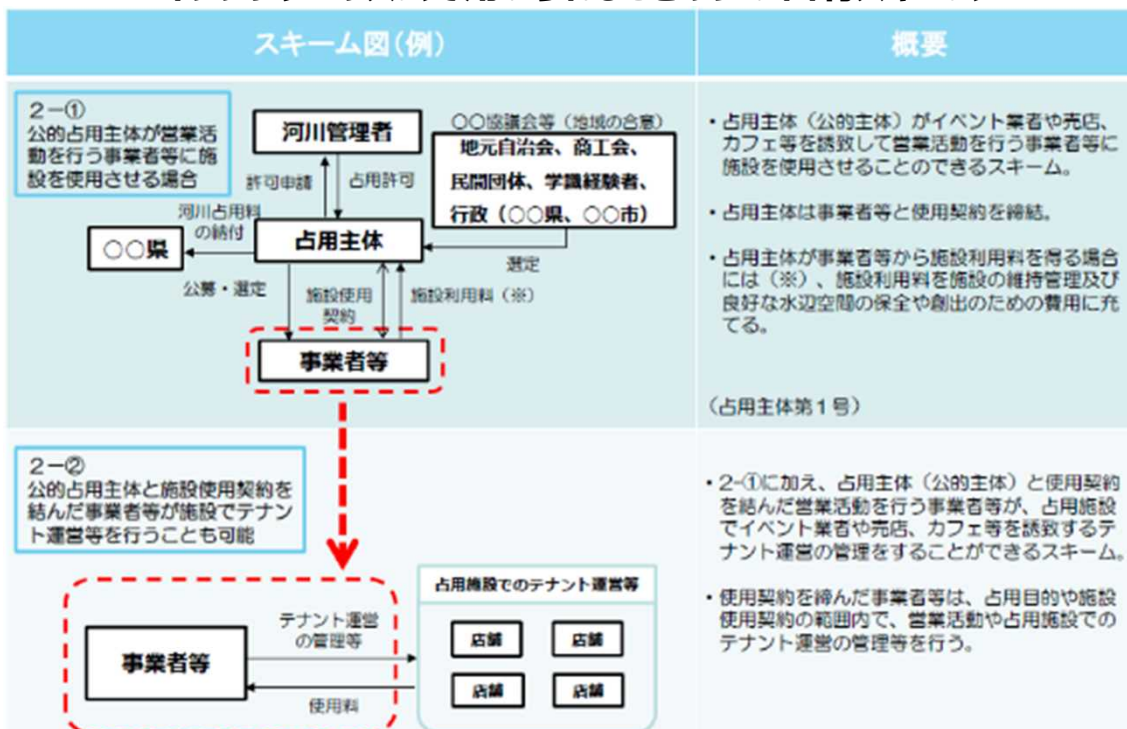 スキーム図(例)
概要
2-①
公的占用主体が営業活
動を行う事業者等に施
設を使用させる場合
河川管理者
〇〇協議会等(地域の合意)
地元自治会、商工会、
民間団体、学識経験者、
行政(〇〇県、〇〇市)
許可申請
占用許可
河川占用料
の納付
〇〇県
占用主体
選定
公募・選定
施設使用
契約
施設利用料(※)
事業者等
・占用主体(公的主体)がイベント業者や売店、
カフェ等を誘致して営業活動を行う事業者等に
施設を使用させることのできるスキーム。
・占用主体は事業者等と使用契約を締結。
・占用主体が事業者等から施設利用料を得る場合
には(※)、施設利用料を施設の維持管理及び
良好な水辺空間の保全や創出のための費用に充
てる。
(占用主体第1号)
2-②
公的占用主体と施設使用契約を
結んだ事業者等が施設でテナン
ト運営等を行うことも可能
事業者等
テナント運営
の管理等
使用料
占用施設でのテナント運営等
店舗
店舗
店舗
店舗
・2-①に加え、占用主体(公的主体)と使用契約
を結んだ営業活動を行う事業者等が、占用施設
でイベント業者や売店、カフェ等を誘致するテ
ナント運営の管理をすることができるスキーム。
・使用契約を締んだ事業者等は、占用目的や施設
使用契約の範囲内で、営業活動や占用施設での
テナント運営の管理等を行う。